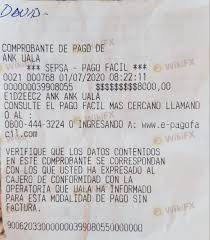 COMPROBANTE DE PAGO DE
ANK UALA
*** SEPSA - PAGO FACIL ***
0021 D00768 01/07/2020 08:22:11
000000039908055 $$$$$$$$8000,00
E1D2EEC2 ANK ANK UALA
CONSULTE EL PAGO FACIL MAS CERCANO LLAMANDO
O AL :
0800-444-3224 O INGRESANDO A: www.e-pagofa
cil.com
VERIFIQUE QUE LOS DATOS CONTENIDOS
EN ESTE COMPROBANTE SE CORRESPONDAN
CON LOS QUE USTED HA EXPRESADO AL
CAJERO DE CONFORMIDAD CON LA
OPERATORIA QUE UALA HA INFORMADO
PARA ESTA MODALIDAD DE PAGO SIN
FACTURA.
WikiFX
WikiFX
WikiFX